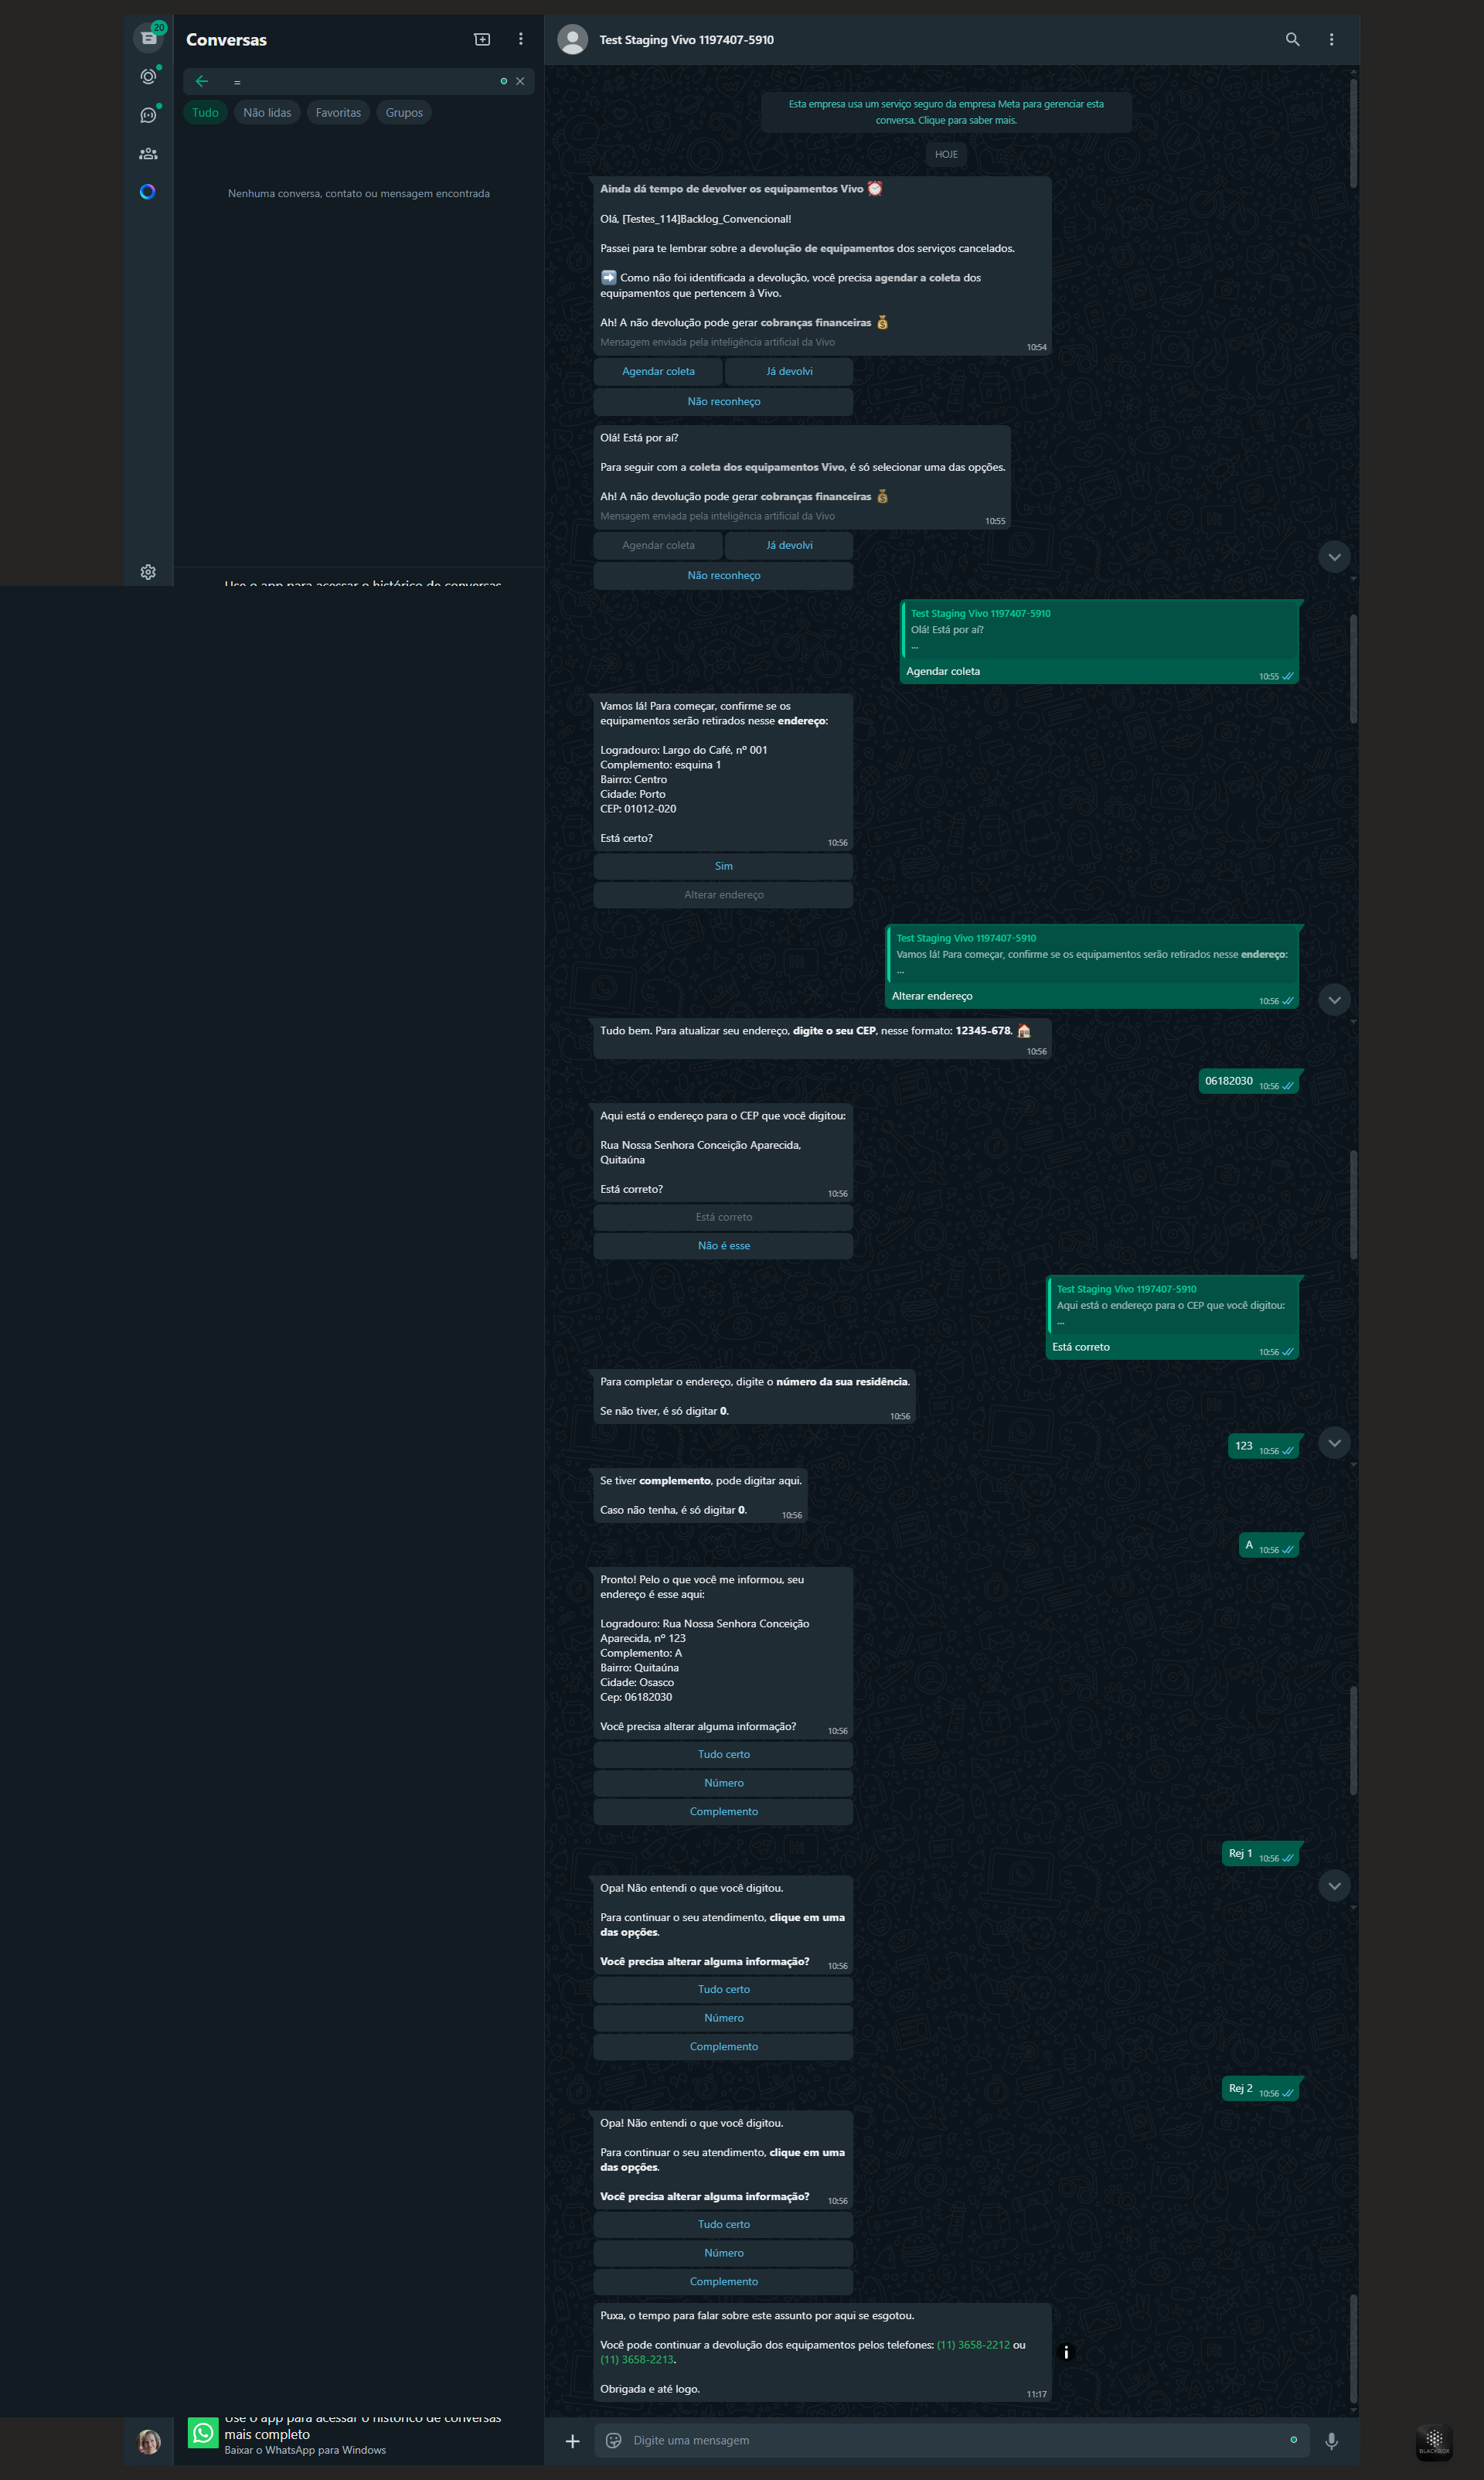 20
Conversas
=
Tudo
Não lidas
Favoritas
Grupos
Nenhuma conversa, contato ou mensagem encontrada
Use o app para acessar o histórico de conversas
Test Staging Vivo 1197407-5910
Esta empresa usa um serviço seguro da empresa Meta para gerenciar esta
conversa. Clique para saber mais.
HOJE
Ainda dá tempo de devolver os equipamentos Vivo ⏰
Olá, [Testes_114]Backlog_Convencional!
Passei para te lembrar sobre a devolução de equipamentos dos serviços cancelados.
➡️ Como não foi identificada a devolução, você precisa agendar a coleta dos
equipamentos que pertencem à Vivo.
Ah! A não devolução pode gerar cobranças financeiras 💰
Mensagem enviada pela inteligência artificial da Vivo
10:54
Agendar coleta
Já devolvi
Não reconheço
Olá! Está por aí?
Para seguir com a coleta dos equipamentos Vivo, é só selecionar uma das opções.
Ah! A não devolução pode gerar cobranças financeiras 💰
Mensagem enviada pela inteligência artificial da Vivo
10:55
Agendar coleta
Já devolvi
Não reconheço
Test Staging Vivo 1197407-5910
Olá! Está por aí?
...
Agendar coleta
10:55
Vamos lá! Para começar, confirme se os
equipamentos serão retirados nesse endereço:
Logradouro: Largo do Café, nº 001
Complemento: esquina 1
Bairro: Centro
Cidade: Porto
CEP: 01012-020
Está certo?
10:56
Sim
Alterar endereço
Test Staging Vivo 1197407-5910
Vamos lá! Para começar, confirme se os equipamentos serão retirados nesse endereço:
...
Alterar endereço
10:56
Tudo bem. Para atualizar seu endereço, digite o seu CEP, nesse formato: 12345-678. 🏠
10:56
06182030
10:56
Aqui está o endereço para o CEP que você digitou:
Rua Nossa Senhora Conceição Aparecida,
Quitaúna
Está correto?
10:56
Está correto
Não é esse
Test Staging Vivo 1197407-5910
Aqui está o endereço para o CEP que você digitou:
...
Está correto
10:56
Para completar o endereço, digite o número da sua residência.
Se não tiver, é só digitar 0.
10:56
123
10:56
Se tiver complemento, pode digitar aqui.
Caso não tenha, é só digitar 0.
10:56
A
10:56
Pronto! Pelo o que você me informou, seu
endereço é esse aqui:
Logradouro: Rua Nossa Senhora Conceição
Aparecida, nº 123
Complemento: A
Bairro: Quitaúna
Cidade: Osasco
Cep: 06182030
Você precisa alterar alguma informação?
10:56
Tudo certo
Número
Complemento
Rej 1
10:56
Opa! Não entendi o que você digitou.
Para continuar o seu atendimento, clique em uma
das opções.
Você precisa alterar alguma informação?
10:56
Tudo certo
Número
Complemento
Rej 2
10:56
Opa! Não entendi o que você digitou.
Para continuar o seu atendimento, clique em uma
das opções.
Você precisa alterar alguma informação?
10:56
Tudo certo
Número
Complemento
Puxa, o tempo para falar sobre este assunto por aqui se esgotou.
Você pode continuar a devolução dos equipamentos pelos telefones: (11) 3658-2212 ou
(11) 3658-2213.
Obrigada e até logo.
11:17
Use o app para acessar o histórico de conversas
mais completo
Baixar o WhatsApp para Windows
Digite uma mensagem
BLACKBOX